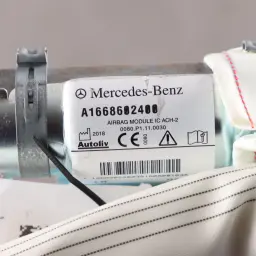 Mercedes-Benz
A1668602400
AIRBAG MODULE IC ACH-2
2016
0080.P1.11.0030
Autoliv